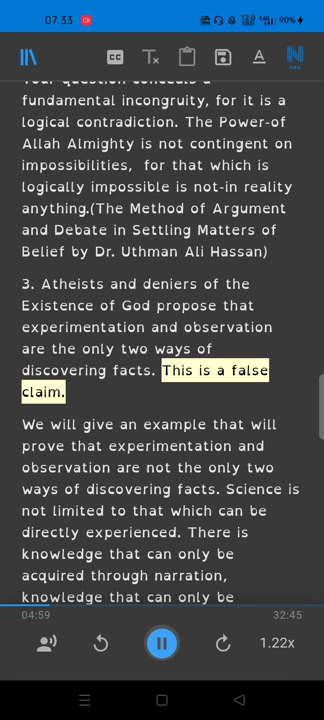 07.33
12.0
KB/S
90%
CC
A
N
Your question conceals a
fundamental incongruity, for it is a
logical contradiction. The Power-of
Allah Almighty is not contingent on
impossibilities,  for that which is
logically impossible is not-in reality
anything.(The Method of Argument
and Debate in Settling Matters of
Belief by Dr. Uthman Ali Hassan)
3. Atheists and deniers of the
Existence of God propose that
experimentation and observation
are the only two ways of
discovering facts. This is a false
claim.
We will give an example that will
prove that experimentation and
observation are not the only two
ways of discovering facts. Science is
not limited to that which can be
directly experienced. There is
knowledge that can only be
acquired through narration,
knowledge that can only be
04:59
32:45
1.22x